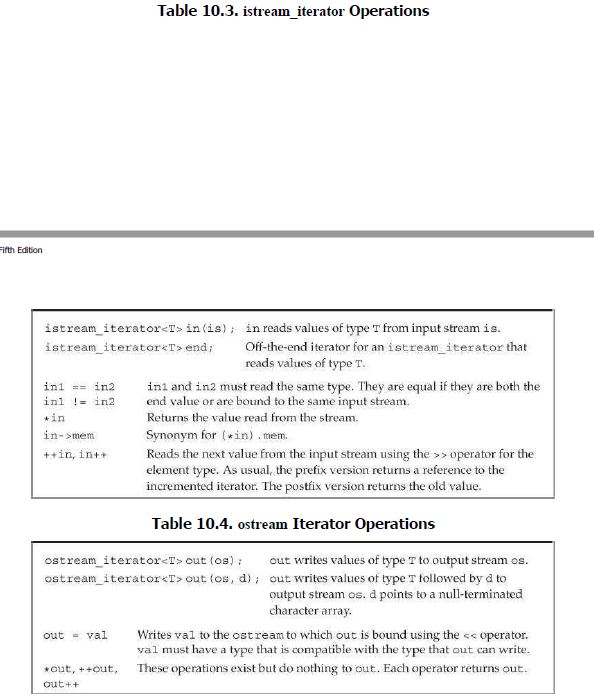 Table 10.3. istream_iterator Operations
Fifth Edition
istream_iterator<T> in(is); in reads values of type T from input stream is.
istream_iterator<T> end; Off-the-end iterator for an istream_iterator that
reads values of type T.
in1 == in2 in1 and in2 must read the same type. They are equal if they are both the
in1 != in2 end value or are bound to the same input stream.
*in Returns the value read from the stream.
in->mem Synonym for (*in).mem.
++in, in++ Reads the next value from the input stream using the >> operator for the
element type. As usual, the prefix version returns a reference to the
incremented iterator. The postfix version returns the old value.
Table 10.4. ostream Iterator Operations
ostream_iterator<T> out(os); out writes values of type T to output stream os.
ostream_iterator<T> out(os, d); out writes values of type T followed by d to
output stream os. d points to a null-terminated
character array.
out = val Writes val to the ostream to which out is bound using the << operator.
val must have a type that is compatible with the type that out can write.
*out, ++out, These operations exist but do nothing to out. Each operator returns out.
out++